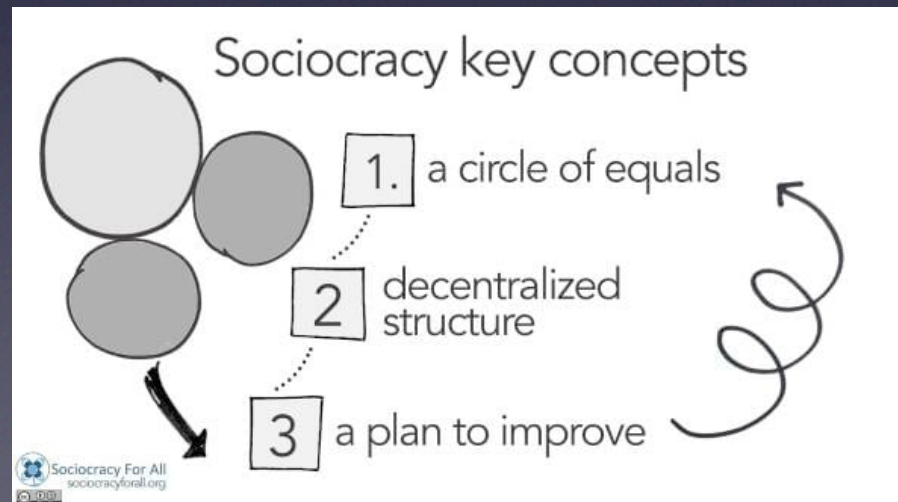 Sociocracy key concepts
1. a circle of equals
2 decentralized
structure
3 a plan to improve
Sociocracy For All
sociocracyforall.org